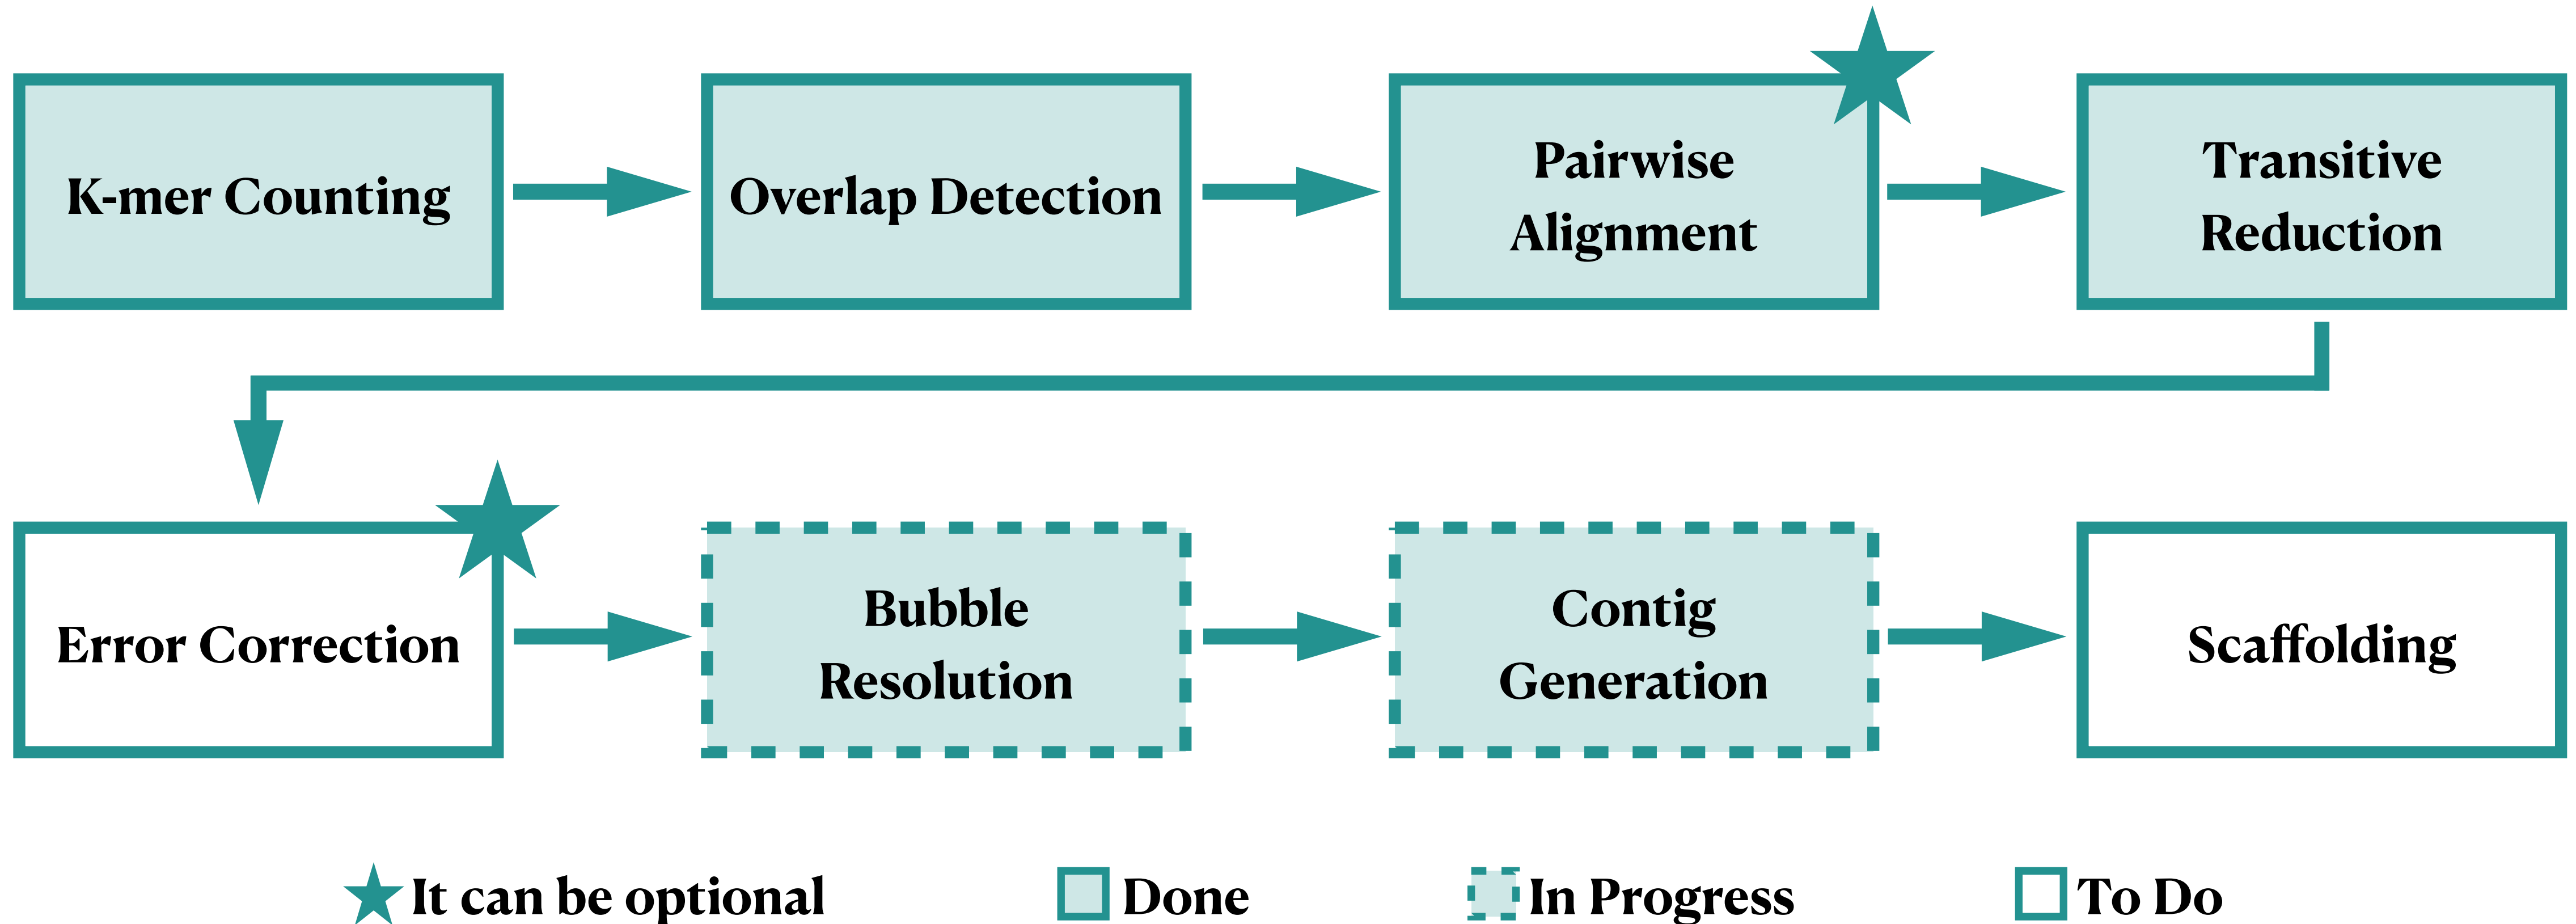 K-mer Counting
Overlap Detection
Pairwise
Alignment
Transitive
Reduction
Error Correction
Bubble
Resolution
Contig
Generation
Scaffolding
It can be optional
Done
In Progress
To Do